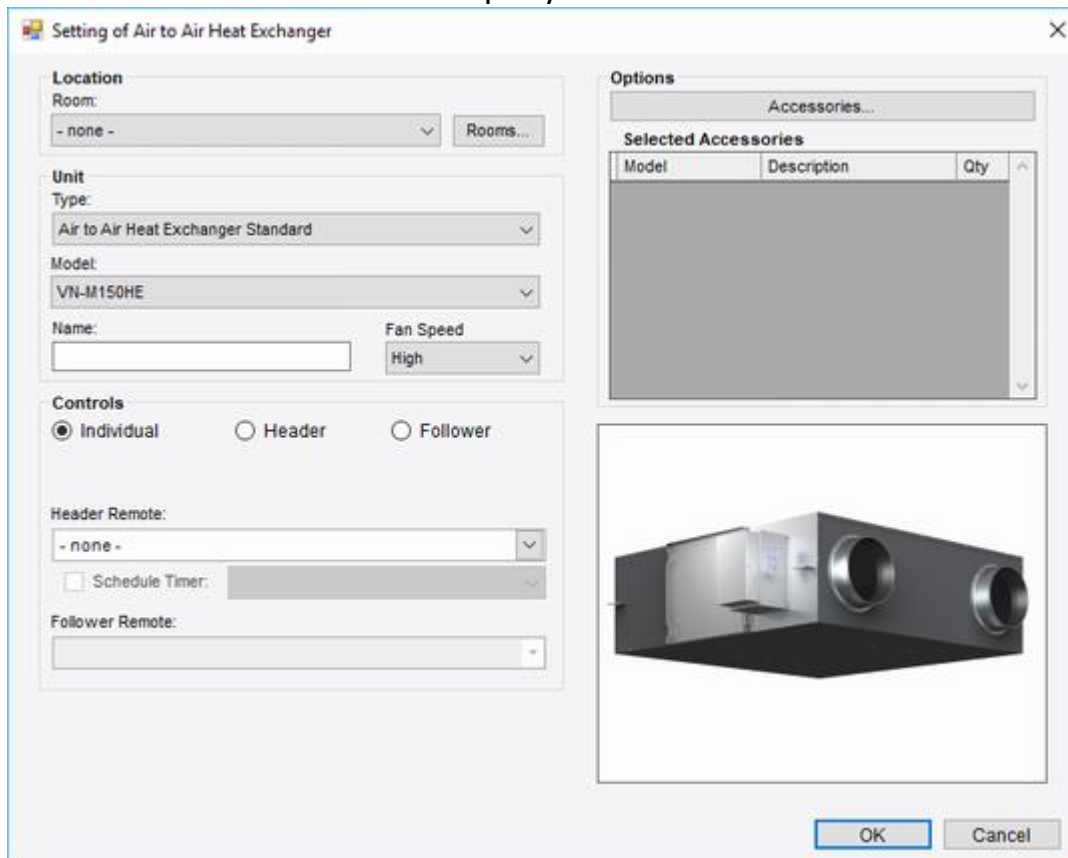 Setting of Air to Air Heat Exchanger
Location
Room:
- none -
Rooms...
Unit
Type:
Air to Air Heat Exchanger Standard
Model:
VN-M150HE
Name:
Fan Speed
High
Controls
Individual
Header
Follower
Header Remote:
- none -
Schedule Timer:
Follower Remote:
Options
Accessories...
Selected Accessories
Model Description Qty
OK
Cancel